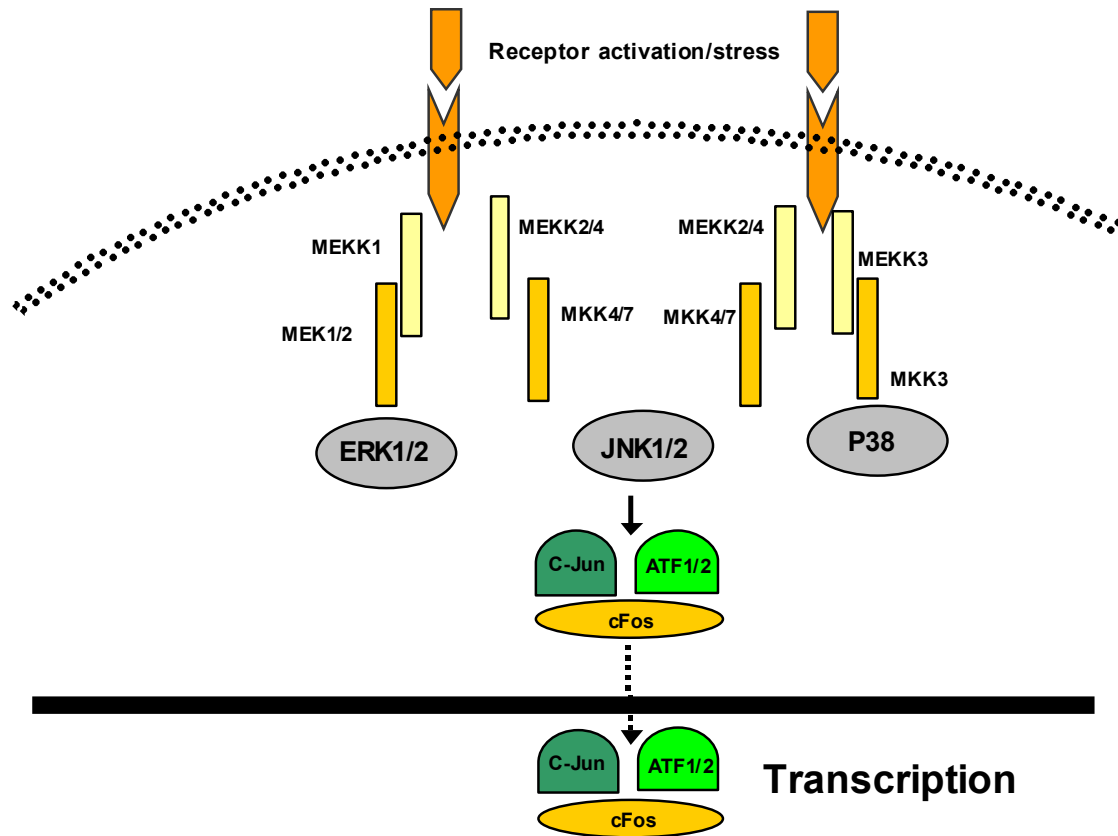 Receptor activation/stress
MEKK1
MEKK2/4
MEKK2/4
MEKK3
MEK1/2
MKK4/7
MKK4/7
MKK3
ERK1/2
JNK1/2
P38
C-Jun
ATF1/2
cFos
C-Jun
ATF1/2
Transcription
cFos